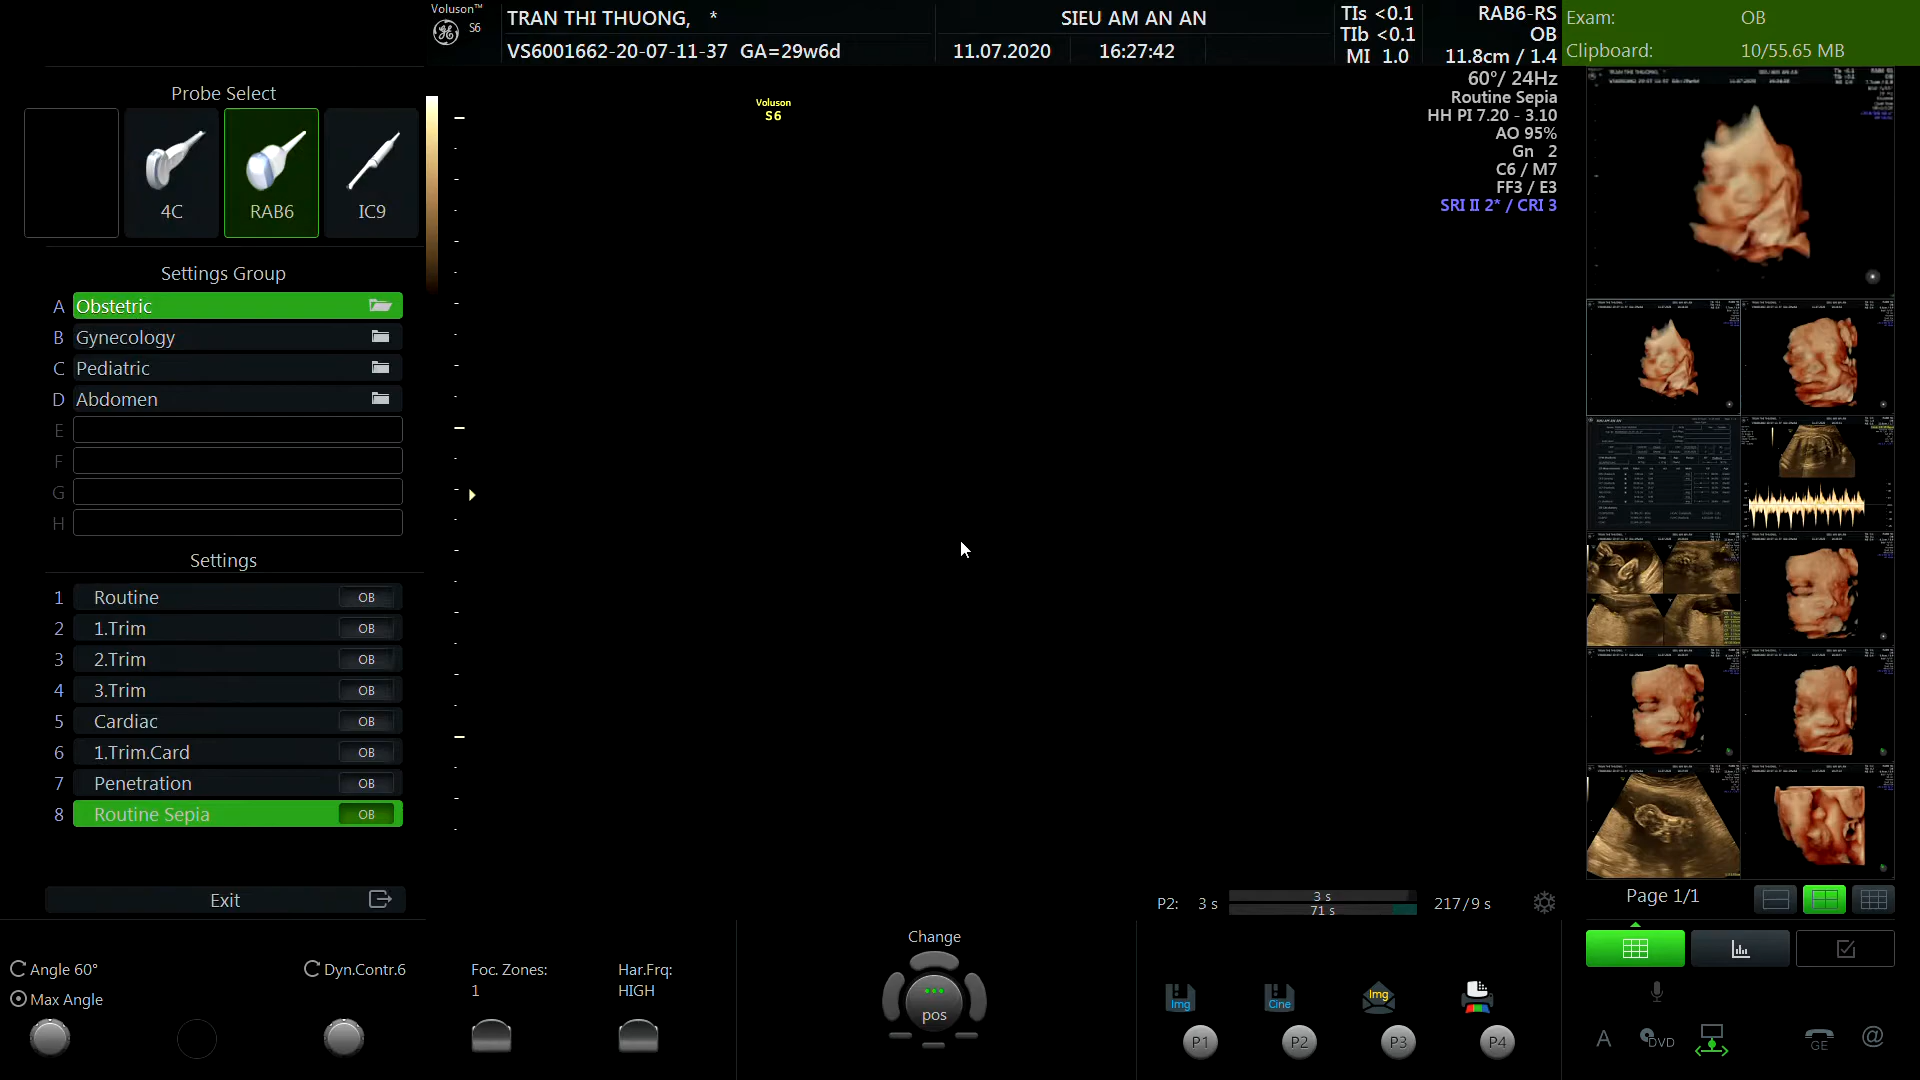 Voluson™
S6
TRAN THI THUONG, *
SIEU AM AN AN
TIs <0.1
TIb <0.1
MI 1.0
RAB6-RS
OB
11.8cm / 1.4
VS6001662-20-07-11-37 GA=29w6d
11.07.2020
16:27:42
Exam: OB
Clipboard: 10/55.65 MB
60°/ 24Hz
Routine Sepia
HH PI 7.20 - 3.10
AO 95%
Gn 2
C6 / M7
FF3 / E3
SRI II 2* / CRI 3
Voluson
S6
Probe Select
4C
RAB6
IC9
Settings Group
A Obstetric
B Gynecology
C Pediatric
D Abdomen
E
F
G
H
Settings
1 Routine OB
2 1.Trim OB
3 2.Trim OB
4 3.Trim OB
5 Cardiac OB
6 1.Trim.Card OB
7 Penetration OB
8 Routine Sepia OB
Exit
P2: 3 s
3 s
71 s
217/9 s
Page 1/1
Angle 60°
Max Angle
Dyn.Contr.6
Foc. Zones:
1
Har.Frq:
HIGH
Change
pos
Img
Cine
Img
P1
P2
P3
P4
A
DVD
GE
@